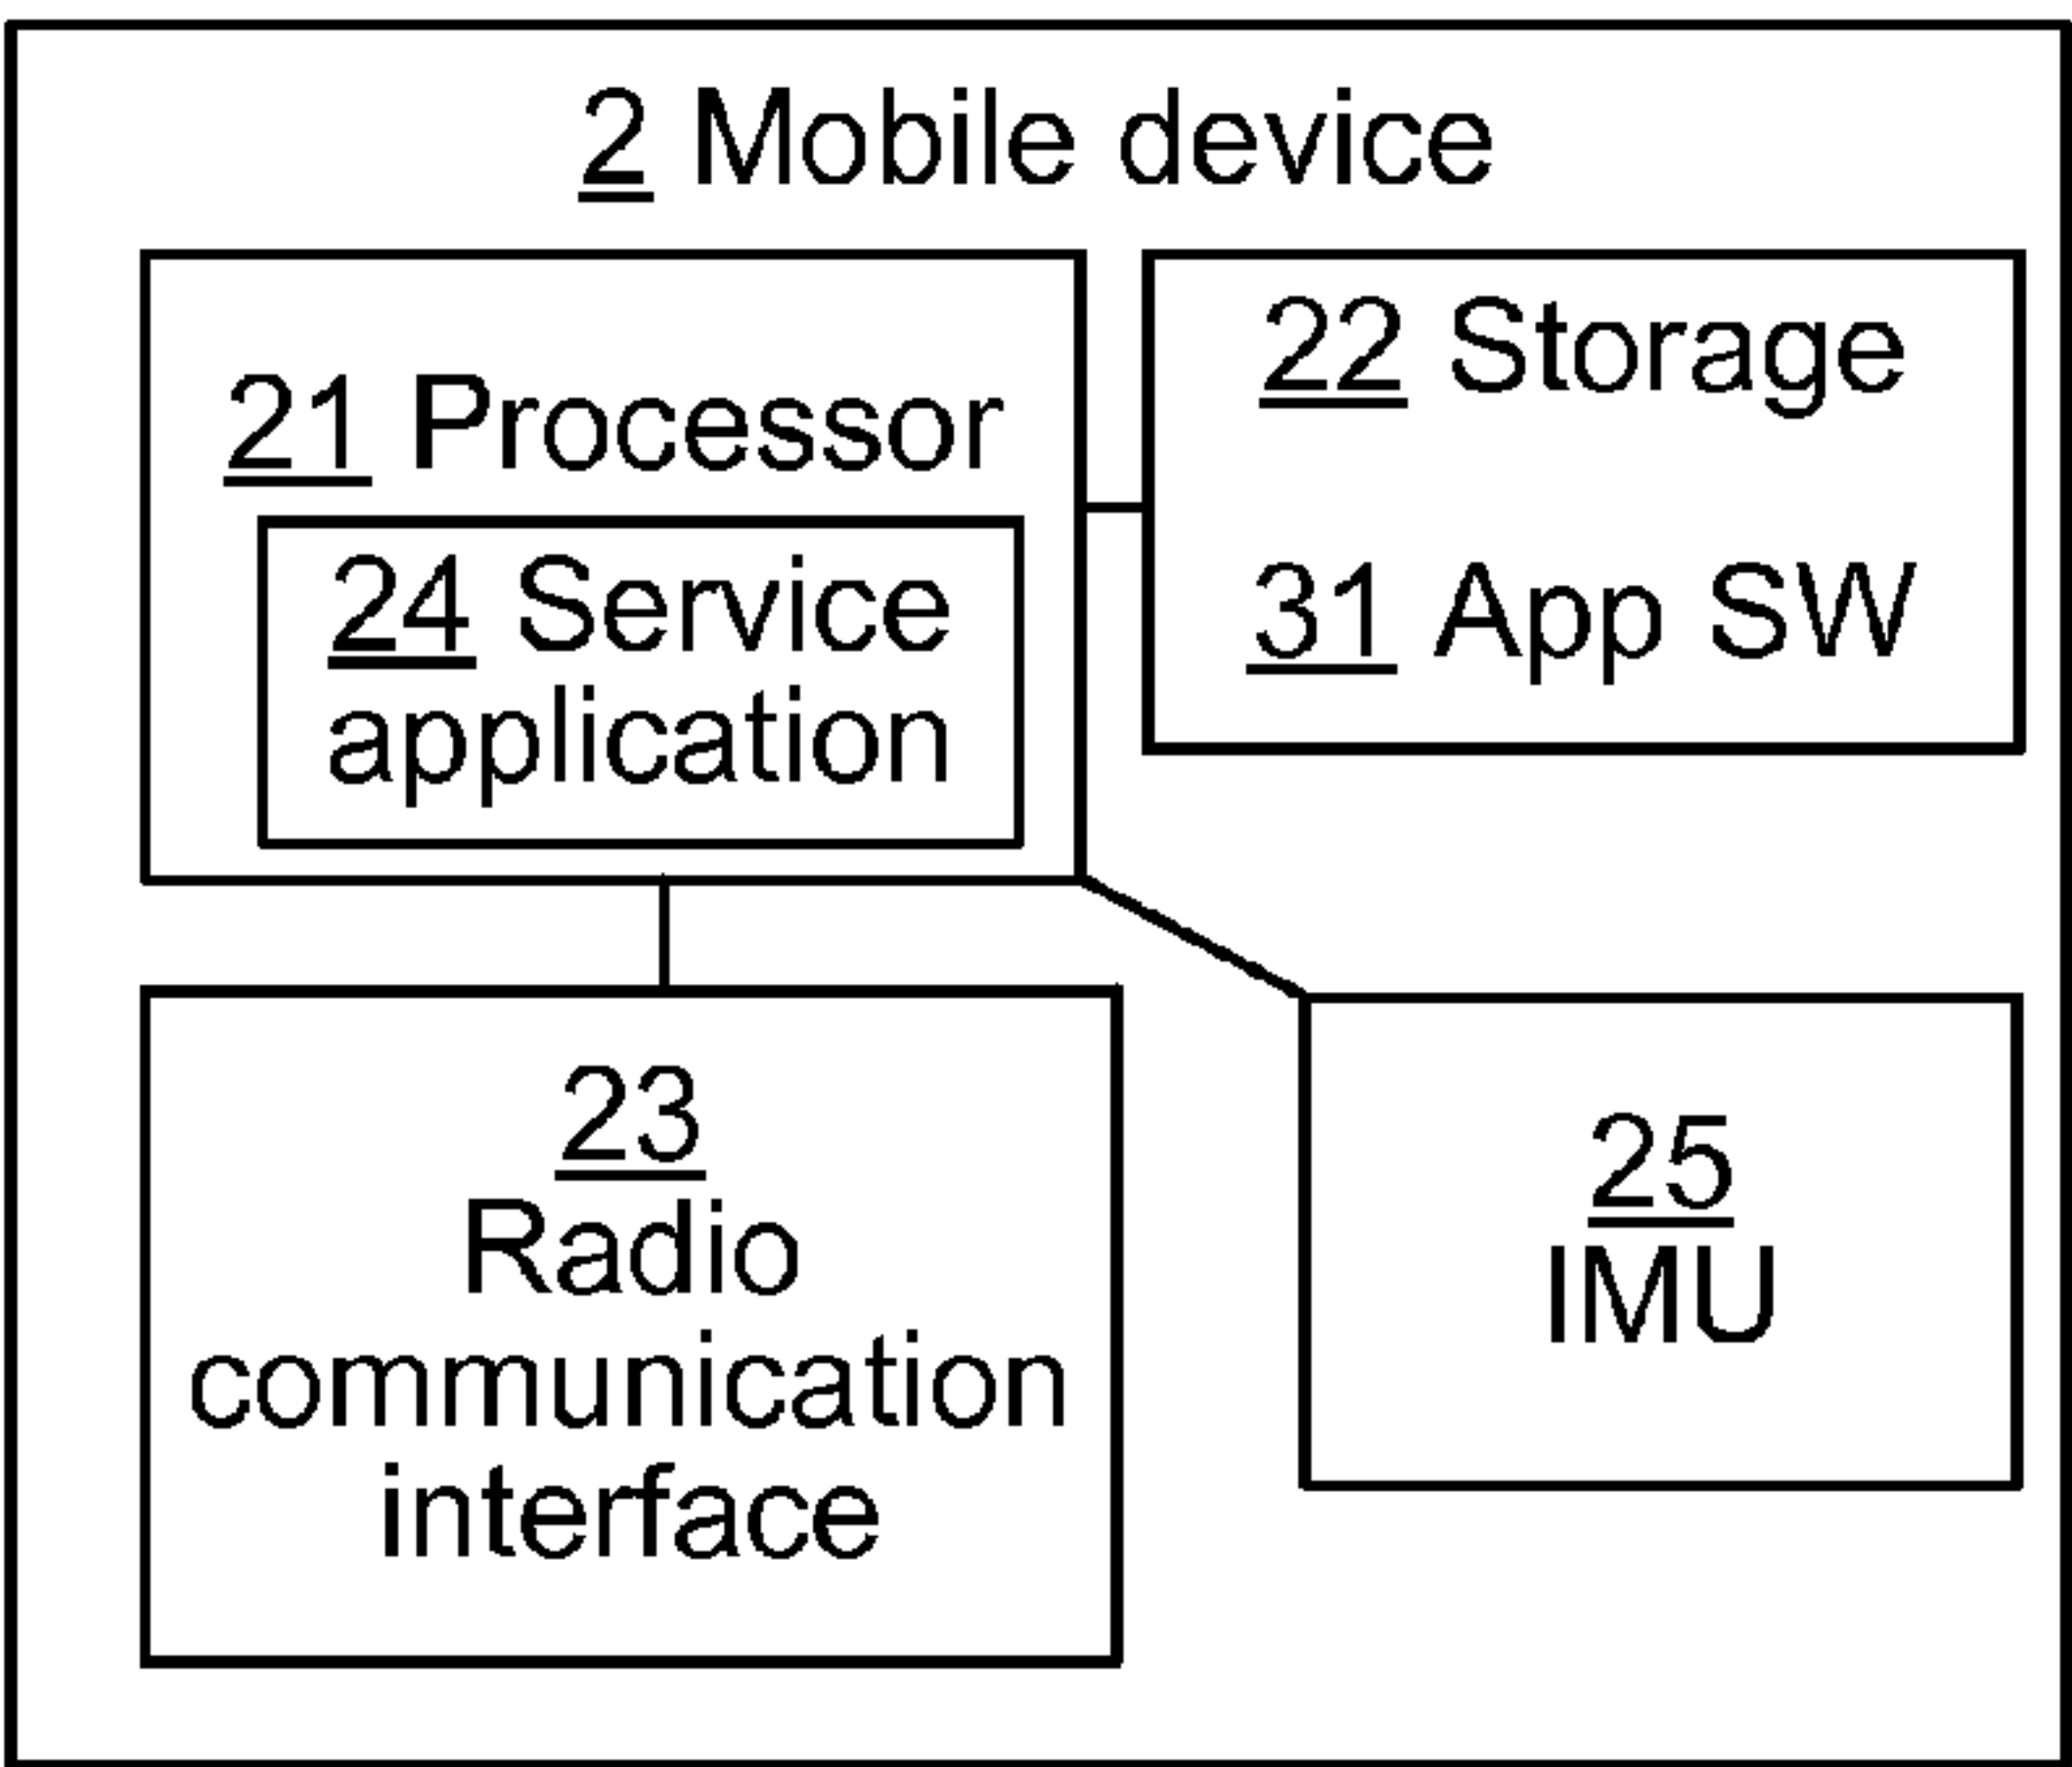 2 Mobile device
21 Processor
24 Service
application
22 Storage
31 App SW
23
Radio
communication
interface
25
IMU